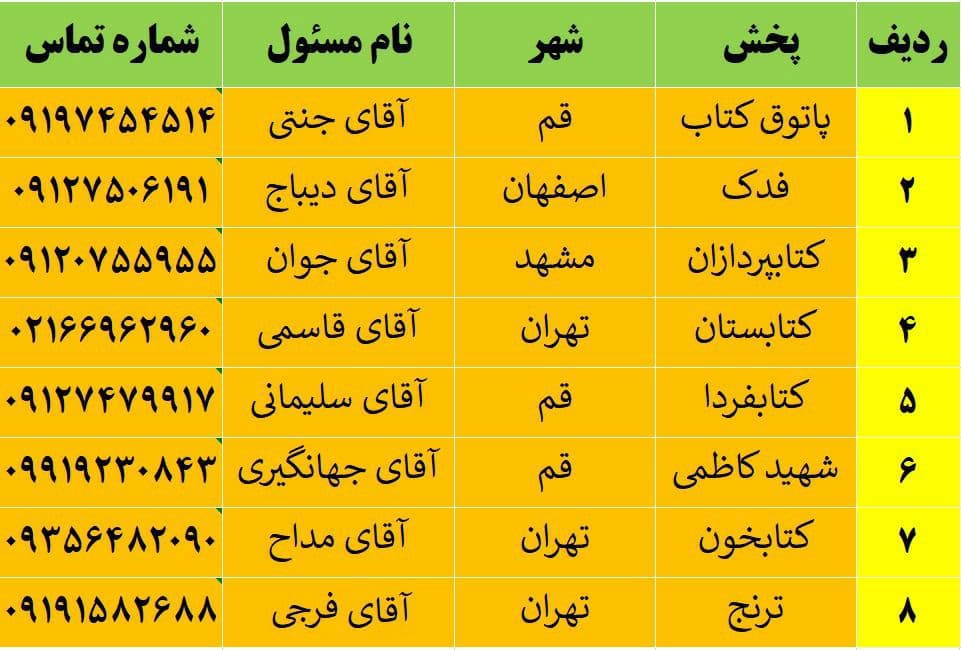 ردیف پخش شهر نام مسئول شماره تماس
۱ پاتوق کتاب قم آقای جنتی ۰۹۱۹۷۴۵۴۵۱۴
۲ فدک اصفهان آقای دیباج ۰۹۱۲۷۵۰۶۱۹۱
۳ کتابپردازان مشهد آقای جوان ۰۹۱۲۰۷۵۵۹۵۵
۴ کتابستان تهران آقای قاسمی ۰۲۱۶۶۹۶۲۹۶۰
۵ کتابفردا قم آقای سلیمانی ۰۹۱۲۷۴۷۹۹۱۷
۶ شهید کاظمی قم آقای جهانگیری ۰۹۹۱۹۲۳۰۸۴۳
۷ کتابخون تهران آقای مداح ۰۹۳۵۶۴۸۲۰۹۰
۸ ترنج تهران آقای فرجی ۰۹۱۹۱۵۸۲۶۸۸